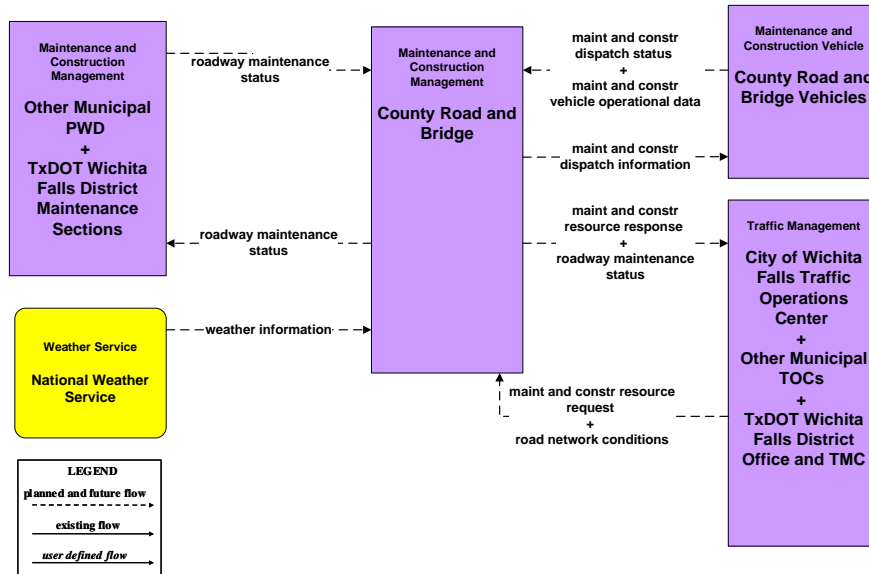 Maintenance and
Construction
Management
Other Municipal
PWD
+
TxDOT Wichita
Falls District
Maintenance
Sections
roadway maintenance
status
roadway maintenance
status
Weather Service
National Weather
Service
weather information
Maintenance and
Construction
Management
County Road and
Bridge
maint and constr
dispatch status
+
maint and constr
vehicle operational data
maint and constr
dispatch information
Maintenance and
Construction Vehicle
County Road and
Bridge Vehicles
maint and constr
resource response
+
roadway maintenance
status
maint and constr resource
request
+
road network conditions
Traffic Management
City of Wichita
Falls Traffic
Operations
Center
+
Other Municipal
TOCs
+
TxDOT Wichita
Falls District
Office and TMC
LEGEND
planned and future flow
existing flow
user defined flow